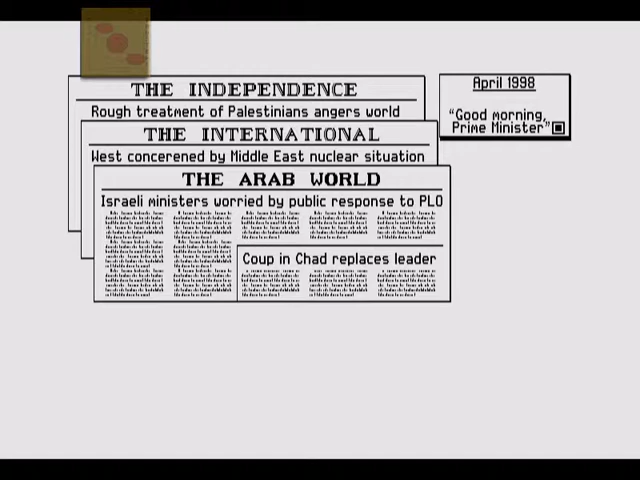 THE INDEPENDENCE
Rough treatment of Palestinians angers world
THE INTERNATIONAL
West concerened by Middle East nuclear situation
THE ARAB WORLD
Israeli ministers worried by public response to PLO
Coup in Chad replaces leader
April 1998
“Good morning,
Prime Minister”